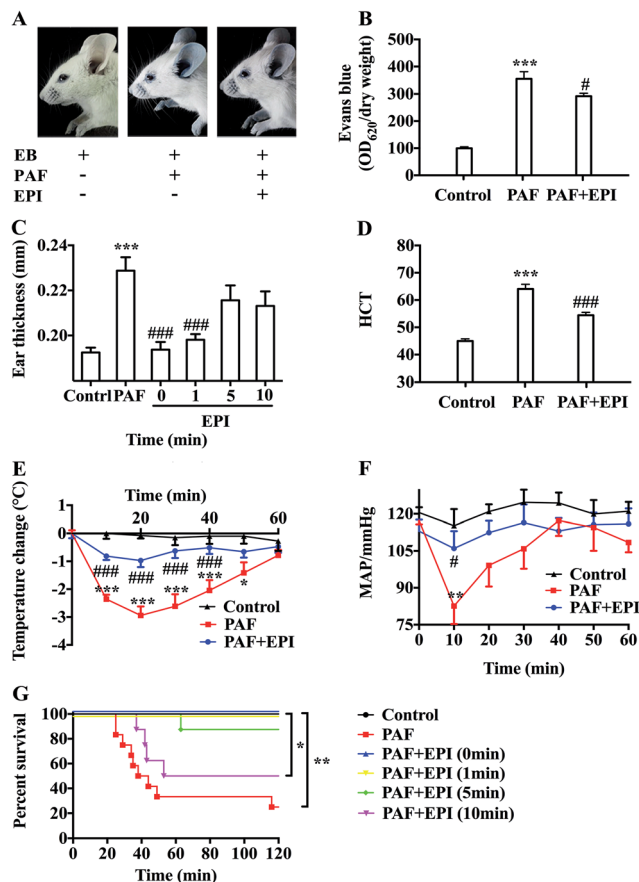 A
EB + + +
PAF - + +
EPI - - +
B
Evans blue
(OD620/dry weight)
500
400
300
200
100
0
***
#
Control PAF PAF+EPI
C
Ear thickness (mm)
0.24
0.22
0.20
***
###
###
Contrl PAF 0 1 5 10
EPI
Time (min)
D
HCT
90
80
70
60
50
40
30
***
###
Control PAF PAF+EPI
E
Time (min)
0 20 40 60
Temperature change (°C)
1
0
-1
-2
-3
-4
### ### ### ###
*** *** *** *** *
Control
PAF
PAF+EPI
F
MAP/mmHg
120
105
90
75
#
**
Control
PAF
PAF+EPI
0 10 20 30 40 50 60
Time (min)
G
Percent survival
100
80
60
40
20
0
* **
0 20 40 60 80 100 120
Time (min)
Control
PAF
PAF+EPI (0min)
PAF+EPI (1min)
PAF+EPI (5min)
PAF+EPI (10min)